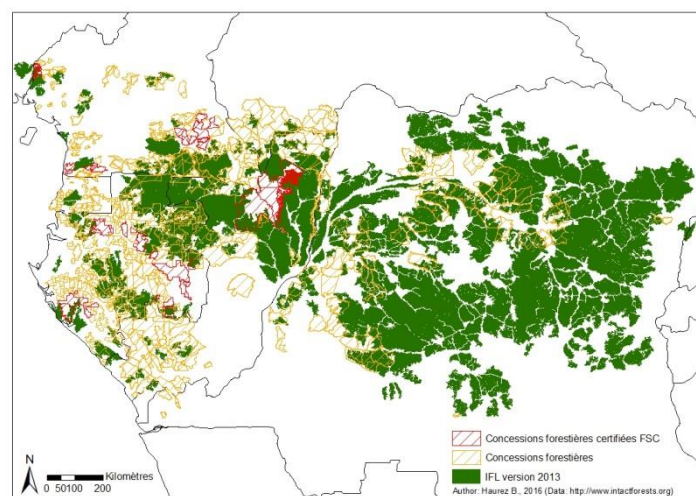 Concessions forestières certifiées FSC
Concessions forestières
IFL version 2013
Author: Haurez B., 2016 (Data: http://www.intactforests.org)
N
Kilomètres
0 50100 200